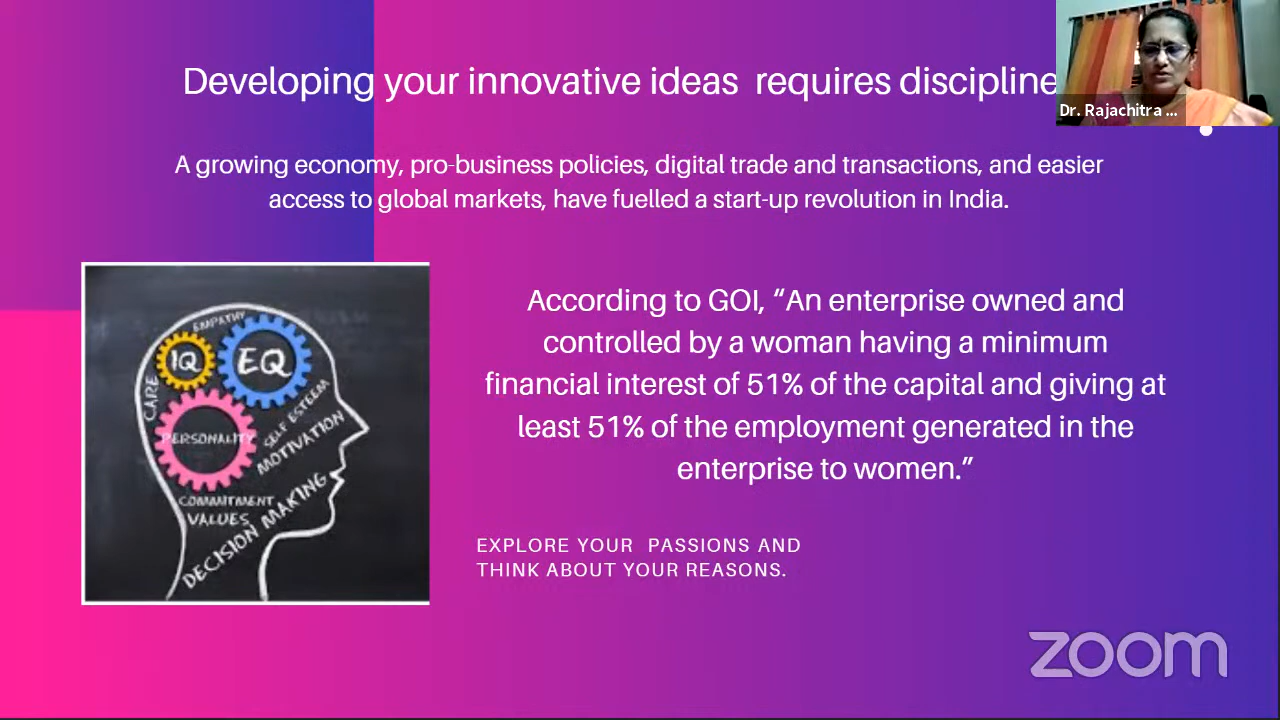 Developing your innovative ideas  requires discipline
Dr. Rajachitra ...
A growing economy, pro-business policies, digital trade and transactions, and easier
access to global markets, have fuelled a start-up revolution in India.
According to GOI, “An enterprise owned and
controlled by a woman having a minimum
financial interest of 51% of the capital and giving at
least 51% of the employment generated in the
enterprise to women.”
EMPATHY
IQ
EQ
CARE
PERSONALITY
SELF ESTEEM
MOTIVATION
COMMITMENT
VALUES
DECISION MAKING
EXPLORE YOUR  PASSIONS AND
THINK ABOUT YOUR REASONS.
zoom